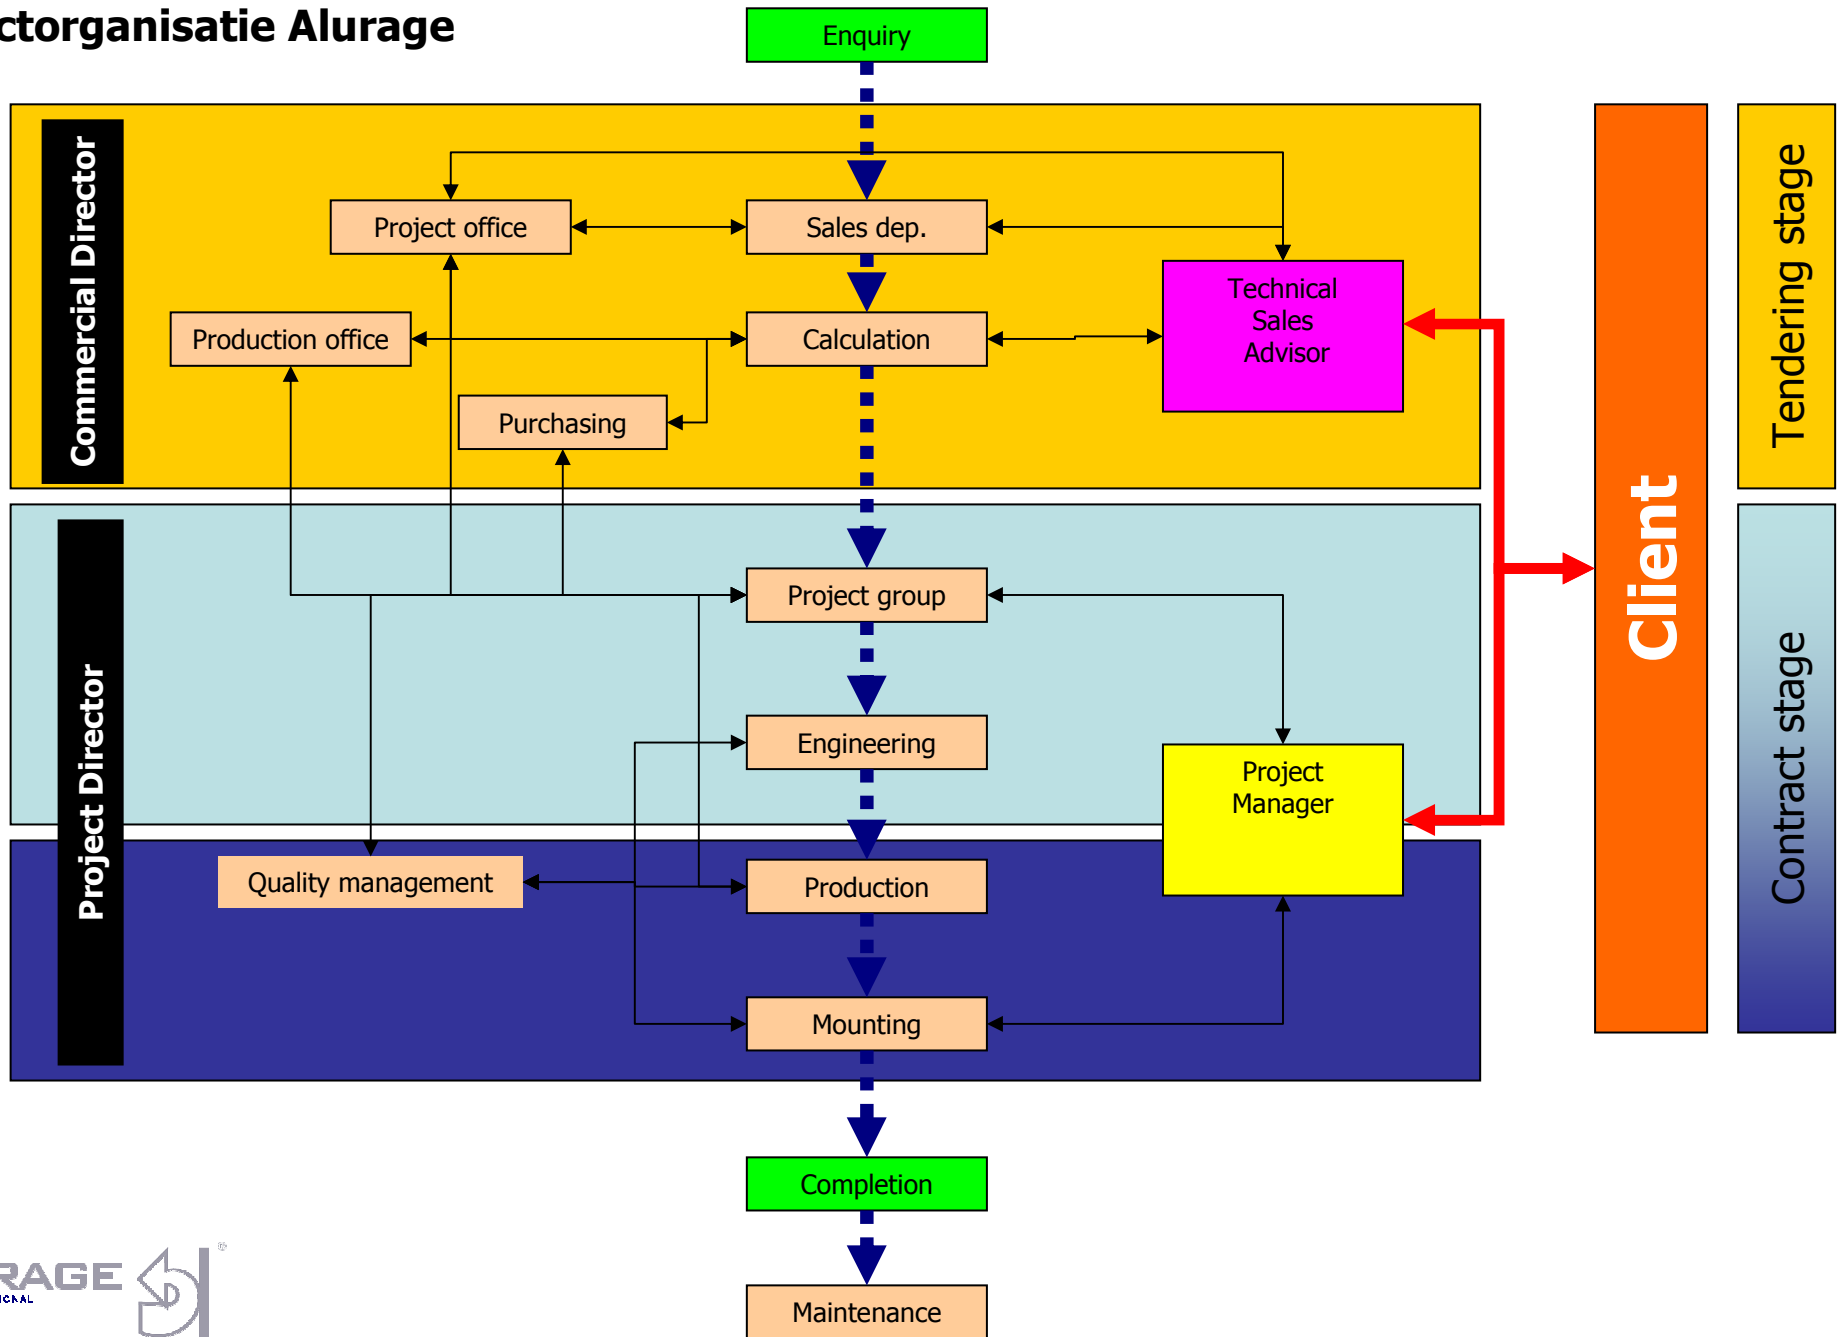 ctorganisatie Alurage
Enquiry
Commercial Director
Project office
Sales dep.
Technical
Sales
Advisor
Production office
Calculation
Purchasing
Project Director
Project group
Engineering
Project
Manager
Quality management
Production
Mounting
Client
Tendering stage
Contract stage
Completion
Maintenance
RAGE
®